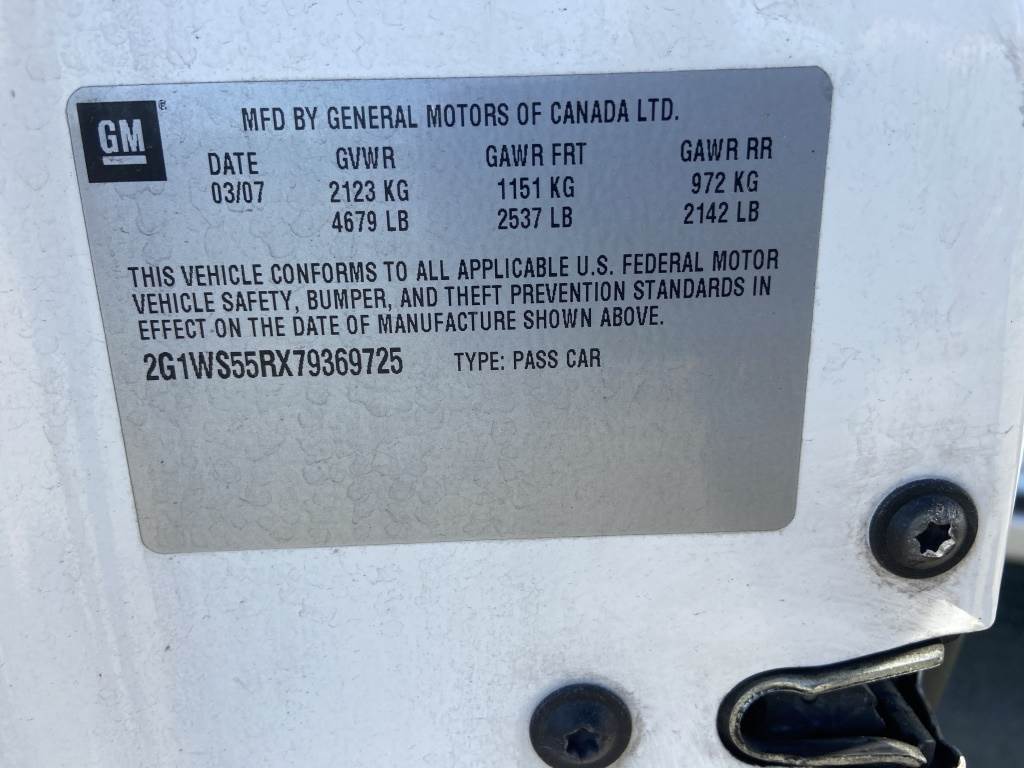 GM
MFD BY GENERAL MOTORS OF CANADA LTD.
DATE GVWR GAWR FRT GAWR RR
03/07 2123 KG 1151 KG 972 KG
4679 LB 2537 LB 2142 LB
THIS VEHICLE CONFORMS TO ALL APPLICABLE U.S. FEDERAL MOTOR
VEHICLE SAFETY, BUMPER, AND THEFT PREVENTION STANDARDS IN
EFFECT ON THE DATE OF MANUFACTURE SHOWN ABOVE.
2G1WS55RX79369725 TYPE: PASS CAR